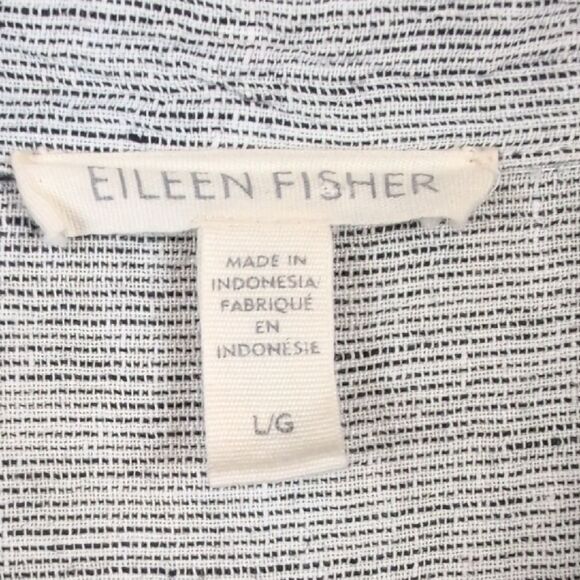 EILEEN FISHER
MADE IN
INDONESIA/
FABRIQUÉ
EN
INDONÉSIE
L/G